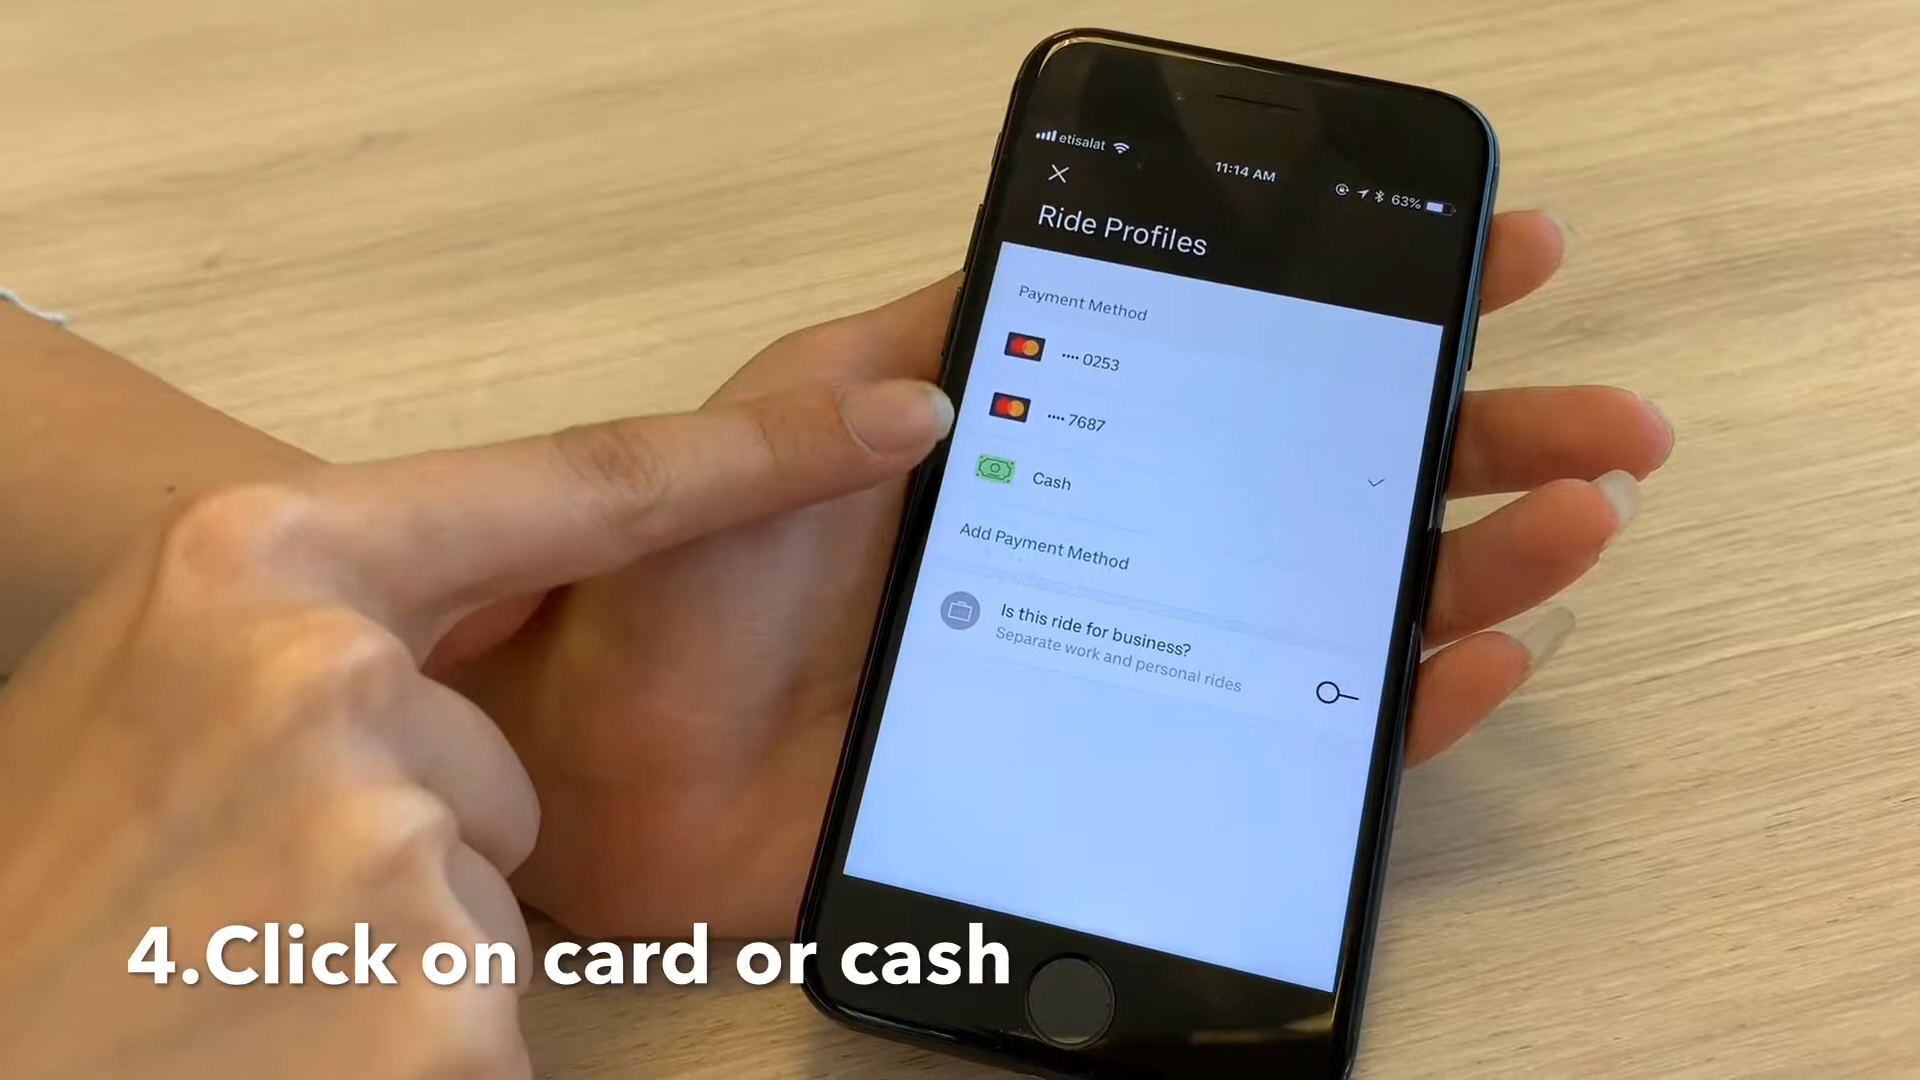 etisalat
11:14 AM
63%
Ride Profiles
Payment Method
•••• 0253
•••• 7687
Cash
Add Payment Method
Is this ride for business?
Separate work and personal rides
4.Click on card or cash